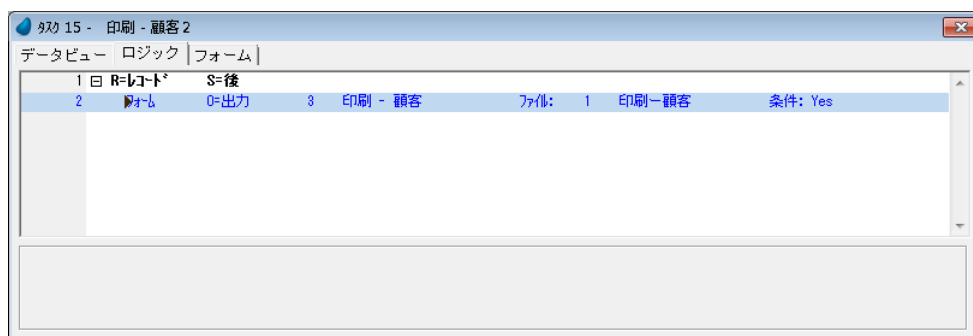 ﾀｽｸ 15 - 印刷 - 顧客２
データビュー ロジック フォーム
1 R=ﾚｺｰﾄﾞ S=後
2 ﾌｫｰﾑ O=出力 3 印刷 - 顧客 ﾌｧｲﾙ: 1 印刷－顧客 条件: Yes